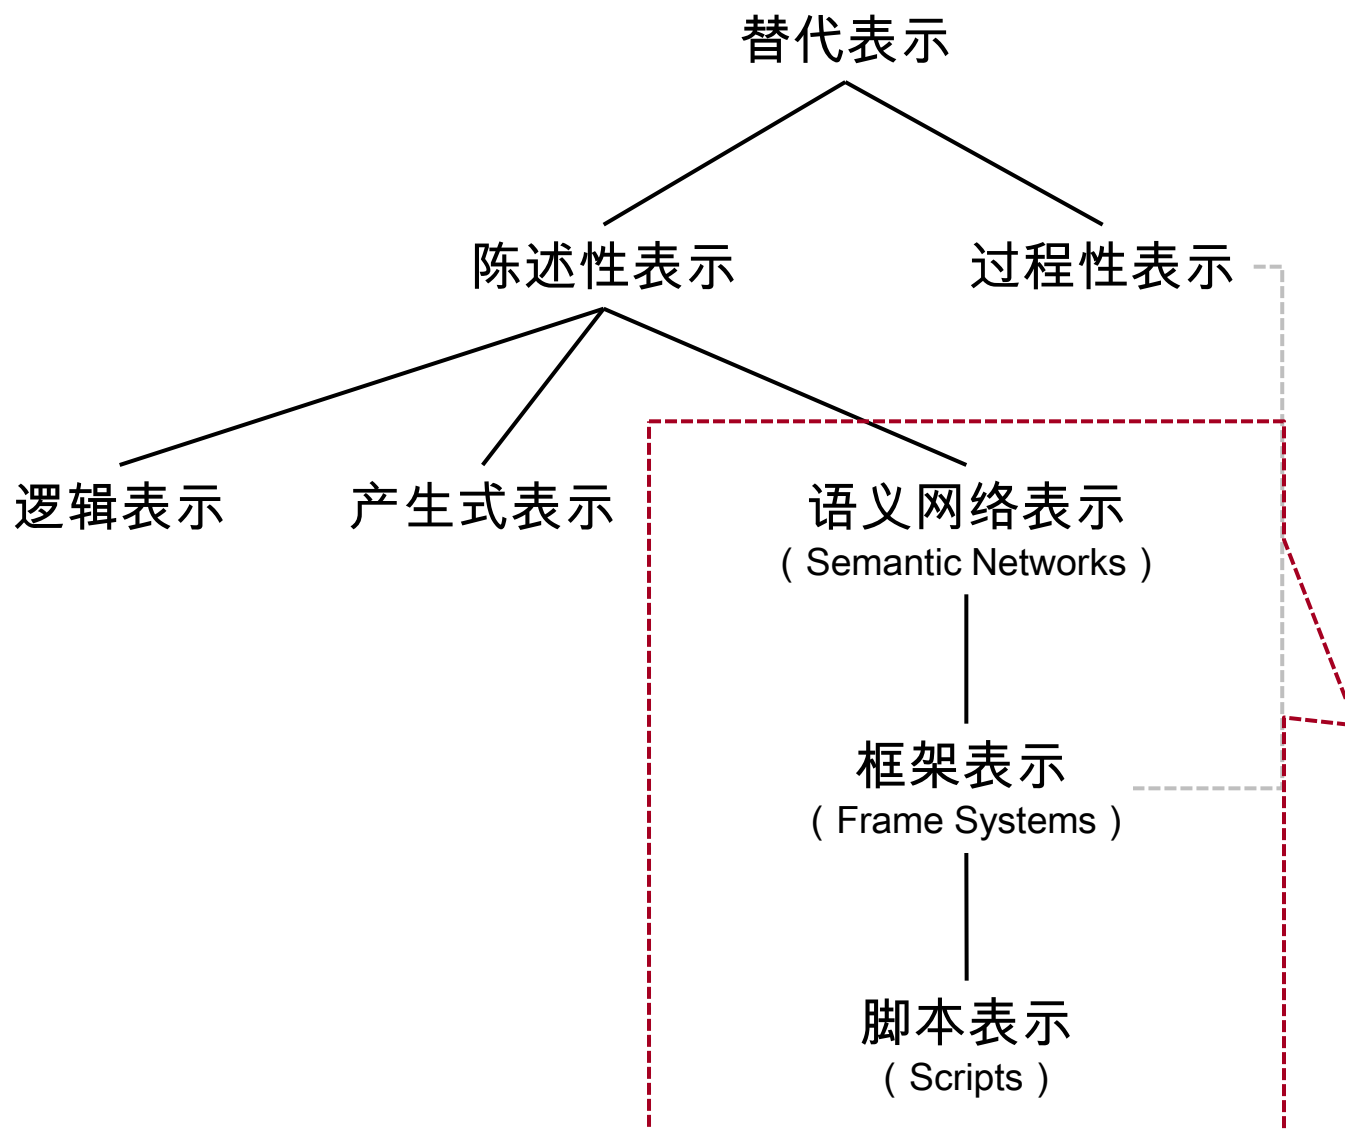 替代表示
陈述性表示
过程性表示
逻辑表示
产生式表示
语义网络表示
（Semantic Networks）
框架表示
（Frame Systems）
脚本表示
（Scripts）